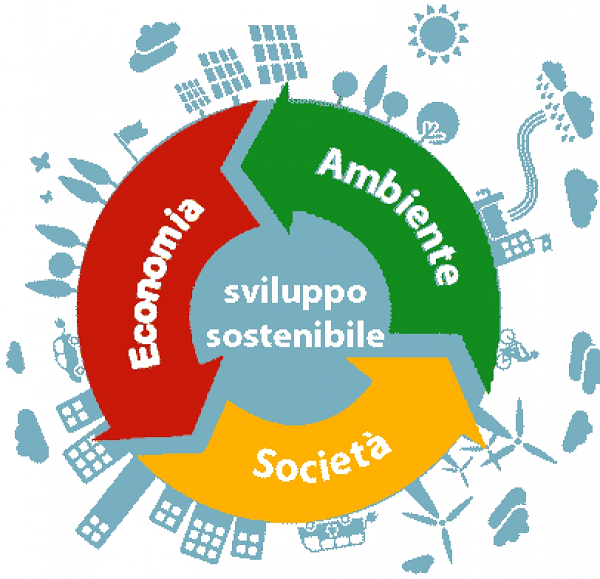 Ambiente
Economia
sviluppo
sostenibile
Società